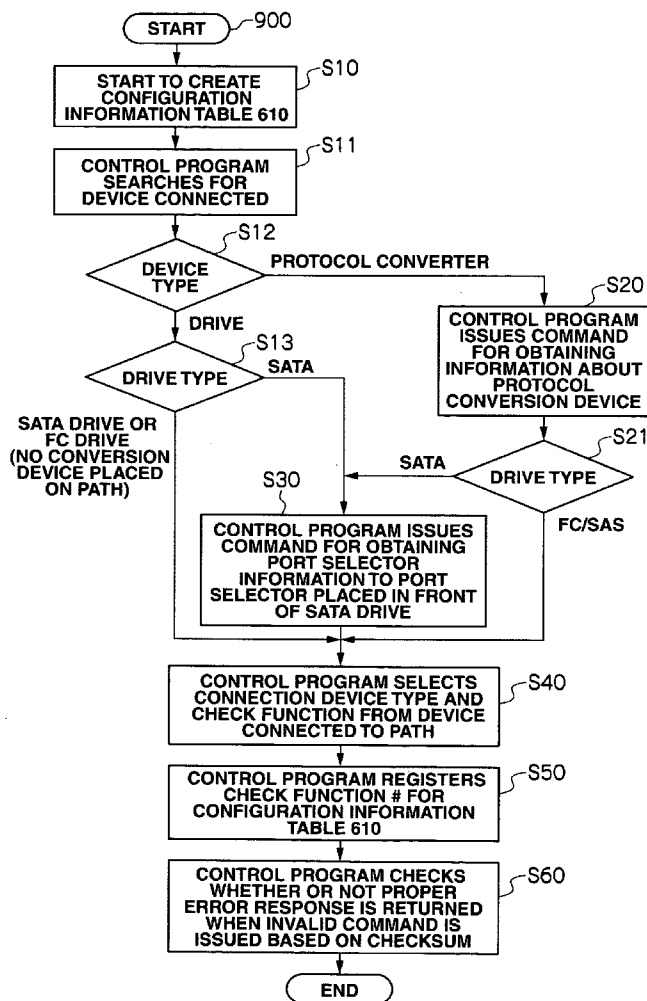 START
900
S10
START TO CREATE
CONFIGURATION
INFORMATION TABLE 610
S11
CONTROL PROGRAM
SEARCHES FOR
DEVICE CONNECTED
S12
DEVICE
TYPE
PROTOCOL CONVERTER
DRIVE
S20
CONTROL PROGRAM
ISSUES COMMAND
FOR OBTAINING
INFORMATION ABOUT
PROTOCOL
CONVERSION DEVICE
S13
DRIVE TYPE
SATA
SATA DRIVE OR
FC DRIVE
(NO CONVERSION
DEVICE PLACED
ON PATH)
S21
DRIVE TYPE
SATA
FC/SAS
S30
CONTROL PROGRAM ISSUES
COMMAND FOR OBTAINING
PORT SELECTOR
INFORMATION TO PORT
SELECTOR PLACED IN FRONT
OF SATA DRIVE
S40
CONTROL PROGRAM SELECTS
CONNECTION DEVICE TYPE AND
CHECK FUNCTION FROM DEVICE
CONNECTED TO PATH
S50
CONTROL PROGRAM REGISTERS
CHECK FUNCTION # FOR
CONFIGURATION INFORMATION
TABLE 610
S60
CONTROL PROGRAM CHECKS
WHETHER OR NOT PROPER
ERROR RESPONSE IS RETURNED
WHEN INVALID COMMAND IS
ISSUED BASED ON CHECKSUM
END